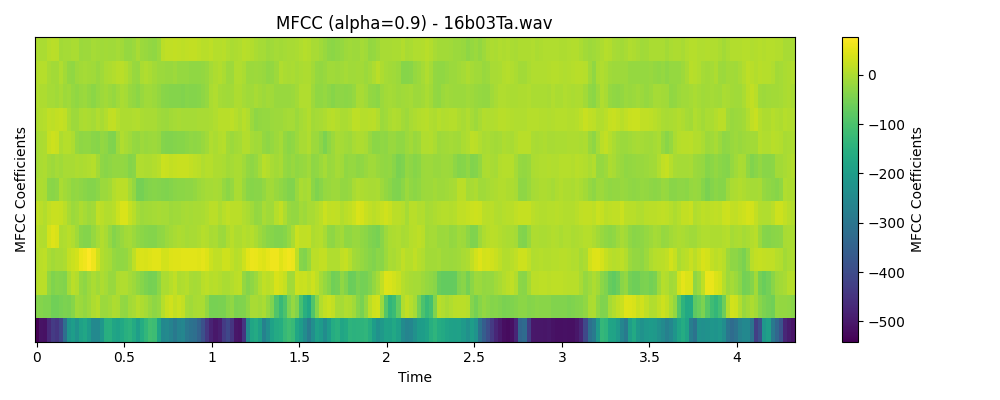 MFCC (alpha=0.9) - 16b03Ta.wav
MFCC Coefficients
0 0.5 1 1.5 2 2.5 3 3.5 4
Time
0
−100
−200
−300
−400
−500
MFCC Coefficients